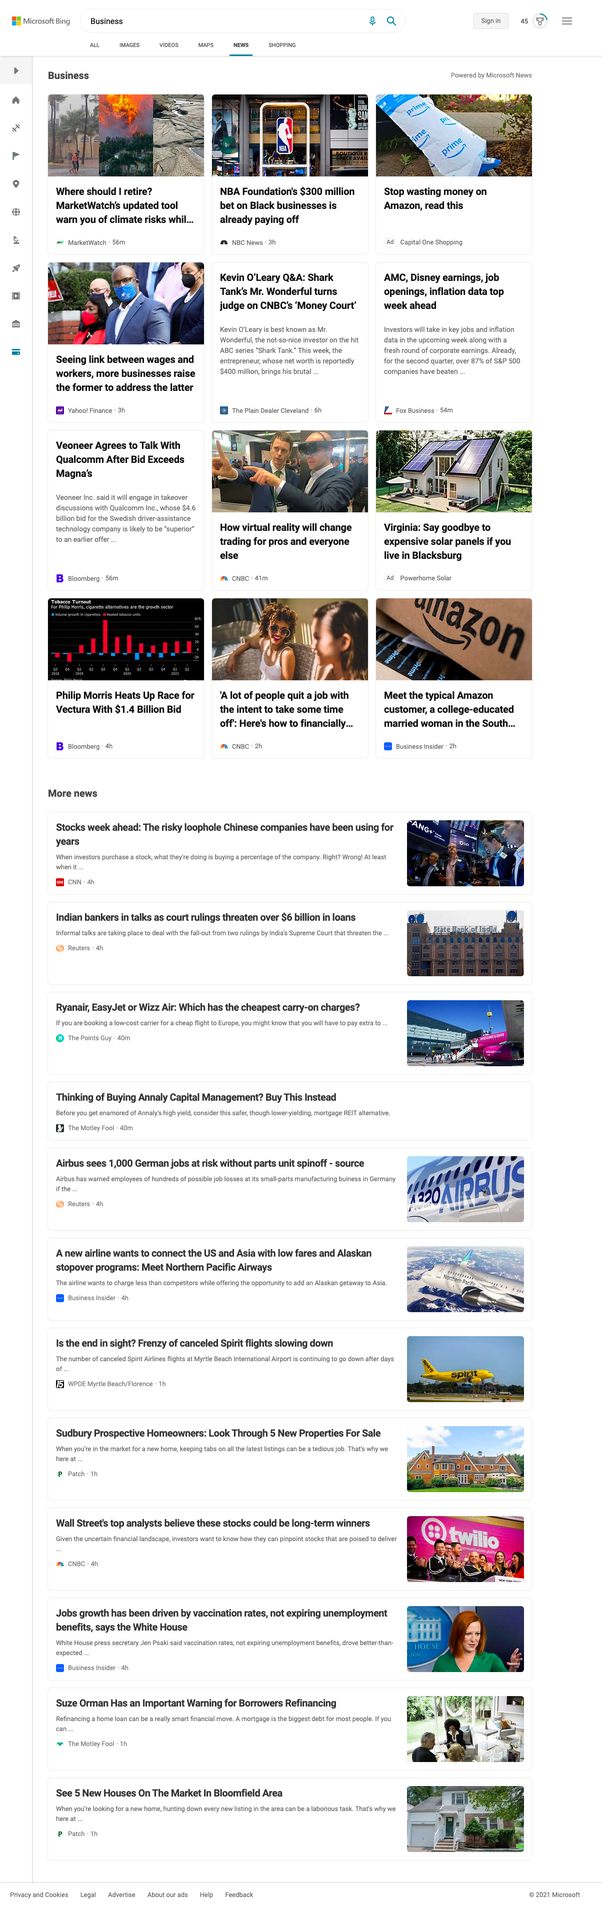 Microsoft Bing
Business
Sign in
45
ALL IMAGES VIDEOS MAPS NEWS SHOPPING
Business
Powered by Microsoft News
Where should I retire?
MarketWatch's updated tool
warn you of climate risks whil...
MarketWatch · 56m
NBA Foundation's $300 million
bet on Black businesses is
already paying off
NBC News · 3h
prime
prime
Stop wasting money on
Amazon, read this
Ad Capital One Shopping
Seeing link between wages and
workers, more businesses raise
the former to address the latter
Yahoo! Finance · 3h
Kevin O'Leary Q&A: Shark
Tank's Mr. Wonderful turns
judge on CNBC's 'Money Court'
Kevin O'Leary is best known as Mr.
Wonderful, the not-so-nice investor on the hit
ABC series "Shark Tank." This week, the
entrepreneur, whose net worth is reportedly
$400 million, brings his brutal ...
The Plain Dealer Cleveland · 6h
AMC, Disney earnings, job
openings, inflation data top
week ahead
Investors will take in key jobs and inflation
data in the upcoming week along with a
fresh round of corporate earnings. Already,
for the second quarter, over 87% of S&P 500
companies have beaten ...
Fox Business · 54m
Veoneer Agrees to Talk With
Qualcomm After Bid Exceeds
Magna's
Veoneer Inc. said it will engage in takeover
discussions with Qualcomm Inc., whose $4.6
billion bid for the Swedish driver-assistance
technology company is likely to be "superior"
to an earlier offer ...
Bloomberg · 56m
How virtual reality will change
trading for pros and everyone
else
CNBC · 41m
Virginia: Say goodbye to
expensive solar panels if you
live in Blacksburg
Ad Powerhome Solar
Tobacco Turnout
For Philip Morris, cigarette alternatives are the growth sector
Philip Morris Heats Up Race for
Vectura With $1.4 Billion Bid
Bloomberg · 4h
'A lot of people quit a job with
the intent to take some time
off': Here's how to financially...
CNBC · 2h
amazon
Meet the typical Amazon
customer, a college-educated
married woman in the South...
Business Insider · 2h
More news
Stocks week ahead: The risky loophole Chinese companies have been using for
years
When investors purchase a stock, what they're doing is buying a percentage of the company. Right? Wrong! At least
when it ...
CNN · 4h
Indian bankers in talks as court rulings threaten over $6 billion in loans
Informal talks are taking place to deal with the fall-out from two rulings by India's Supreme Court that threaten the ...
Reuters · 4h
State Bank of India
Ryanair, EasyJet or Wizz Air: Which has the cheapest carry-on charges?
If you are booking a low-cost carrier for a cheap flight to Europe, you might know that you will have to pay extra to ...
The Points Guy · 40m
Thinking of Buying Annaly Capital Management? Buy This Instead
Before you get enamored of Annaly's high yield, consider this safer, though lower-yielding, mortgage REIT alternative.
The Motley Fool · 40m
Airbus sees 1,000 German jobs at risk without parts unit spinoff - source
Airbus has warned employees of hundreds of possible job losses at its small-parts manufacturing buiness in Germany
if the ...
Reuters · 4h
A320 AIRBUS
A new airline wants to connect the US and Asia with low fares and Alaskan
stopover programs: Meet Northern Pacific Airways
The airline wants to charge less than competitors while offering the opportunity to add an Alaskan getaway to Asia.
Business Insider · 4h
Northern Pacific
Is the end in sight? Frenzy of canceled Spirit flights slowing down
The number of canceled Spirit Airlines flights at Myrtle Beach International Airport is continuing to go down after days
of ...
WPDE Myrtle Beach/Florence · 1h
spirit
Sudbury Prospective Homeowners: Look Through 5 New Properties For Sale
When you're in the market for a new home, keeping tabs on all the latest listings can be a tedious job. That's why we
here at ...
Patch · 1h
Wall Street's top analysts believe these stocks could be long-term winners
Given the uncertain financial landscape, investors want to know how they can pinpoint stocks that are poised to deliver
...
CNBC · 4h
twilio
Jobs growth has been driven by vaccination rates, not expiring unemployment
benefits, says the White House
White House press secretary Jen Psaki said vaccination rates, not expiring unemployment benefits, drove better-than-
expected ...
Business Insider · 4h
Suze Orman Has an Important Warning for Borrowers Refinancing
Refinancing a home loan can be a really smart financial move. A mortgage is the biggest debt for most people. If you
can ...
The Motley Fool · 1h
See 5 New Houses On The Market In Bloomfield Area
When you're looking for a new home, hunting down every new listing in the area can be a laborious task. That's why we
here at ...
Patch · 1h
Privacy and Cookies Legal Advertise About our ads Help Feedback
© 2021 Microsoft